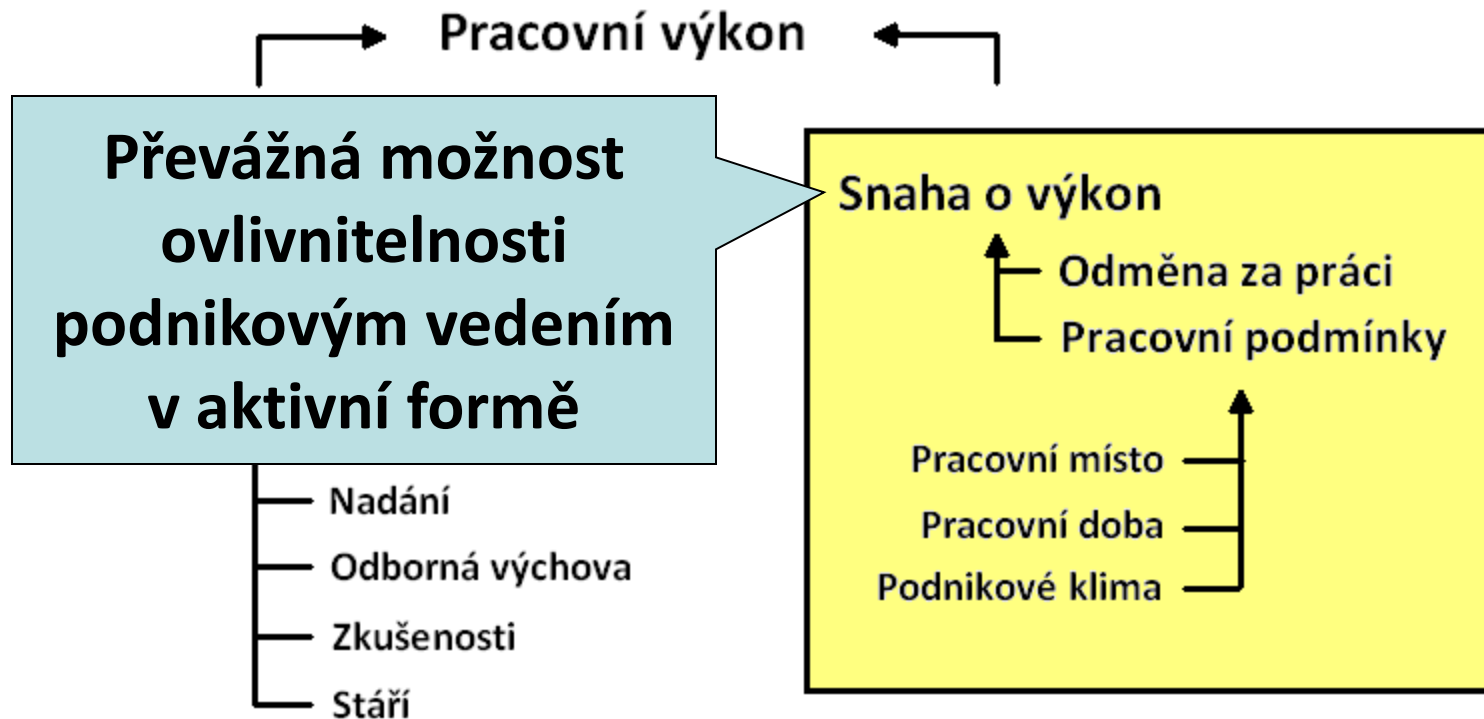 Pracovní výkon
Převážná možnost
ovlivnitelnosti
podnikovým vedením
v aktivní formě
Nadání
Odborná výchova
Zkušenosti
Stáří
Snaha o výkon
Odměna za práci
Pracovní podmínky
Pracovní místo
Pracovní doba
Podnikové klima